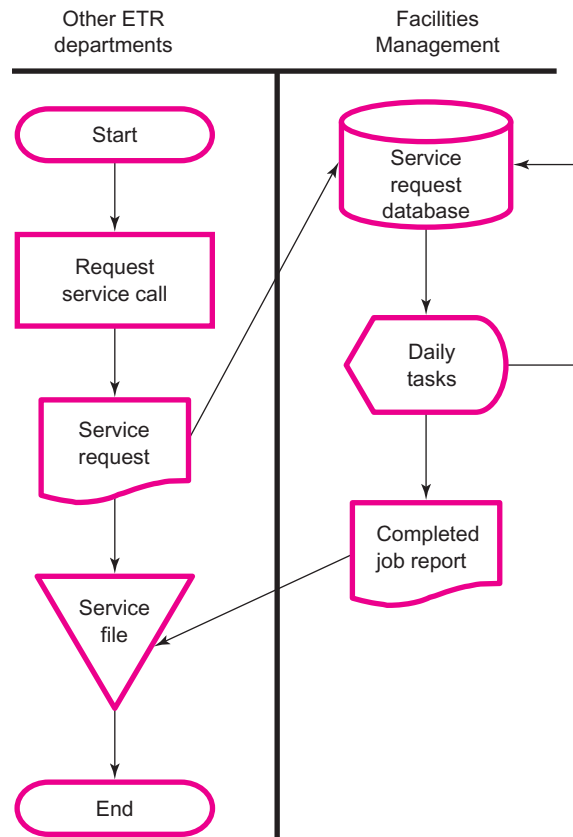 Other ETR
departments
Facilities
Management
Start
Request
service call
Service
request
Service
file
End
Service
request
database
Daily
tasks
Completed
job report